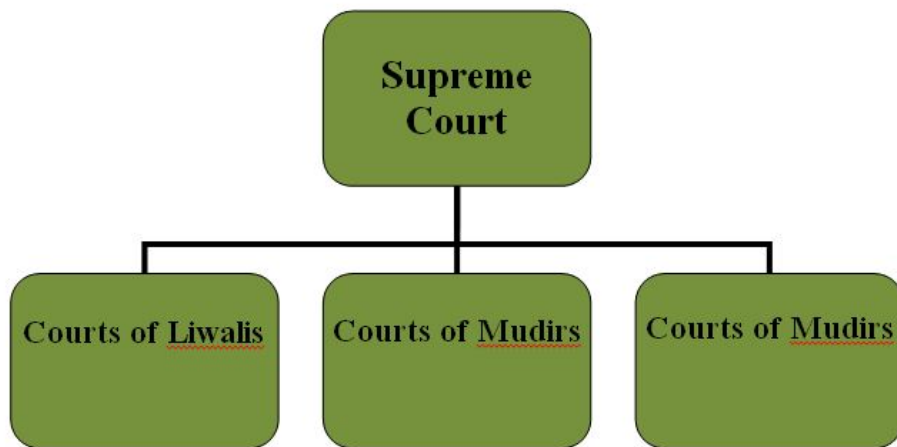 Supreme
Court
Courts of Liwalis
Courts of Mudirs
Courts of Mudirs